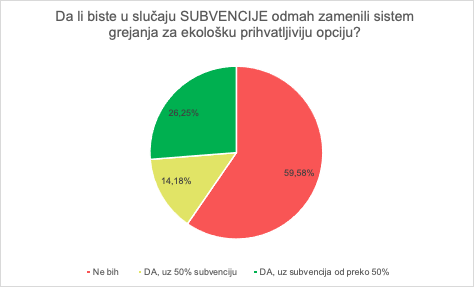 Da li biste u slučaju SUBVENCIJE odmah zamenili sistem
grejanja za ekološku prihvatljiviju opciju?
26,25%
14,18%
59,58%
Ne bih
DA, uz 50% subvenciju
DA, uz subvencija od preko 50%